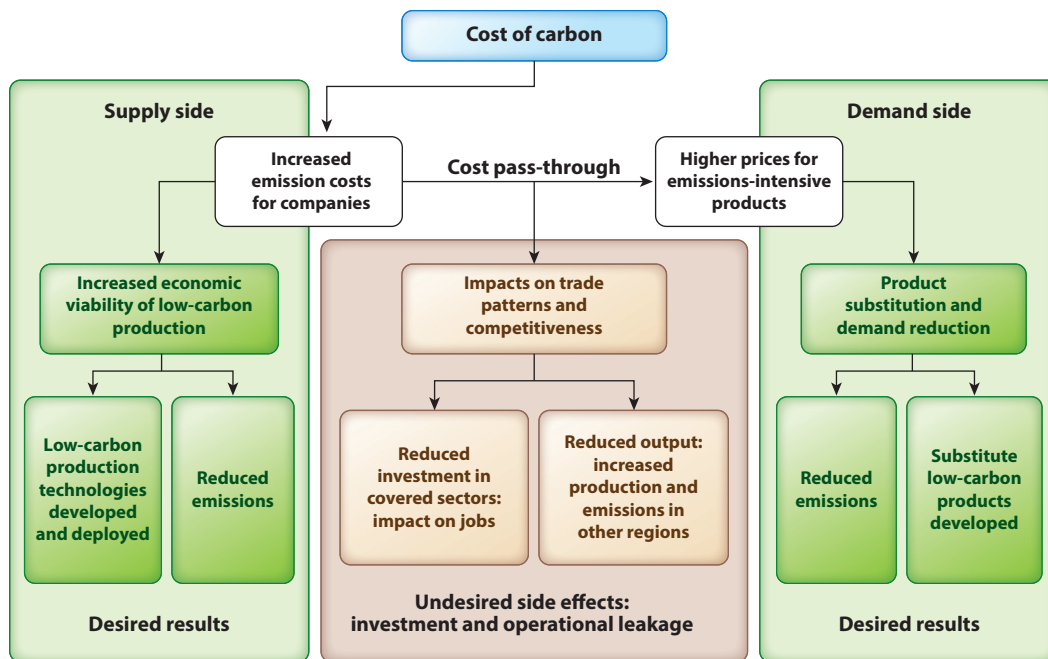 Cost of carbon
Supply side
Demand side
Increased
emission costs
for companies
Cost pass-through
Higher prices for
emissions-intensive
products
Increased economic
viability of low-carbon
production
Impacts on trade
patterns and
competitiveness
Product
substitution and
demand reduction
Low-carbon
production
technologies
developed
and deployed
Reduced
emissions
Reduced
investment in
covered sectors:
impact on jobs
Reduced output:
increased
production and
emissions in
other regions
Reduced
emissions
Substitute
low-carbon
products
developed
Desired results
Undesired side effects:
investment and operational leakage
Desired results